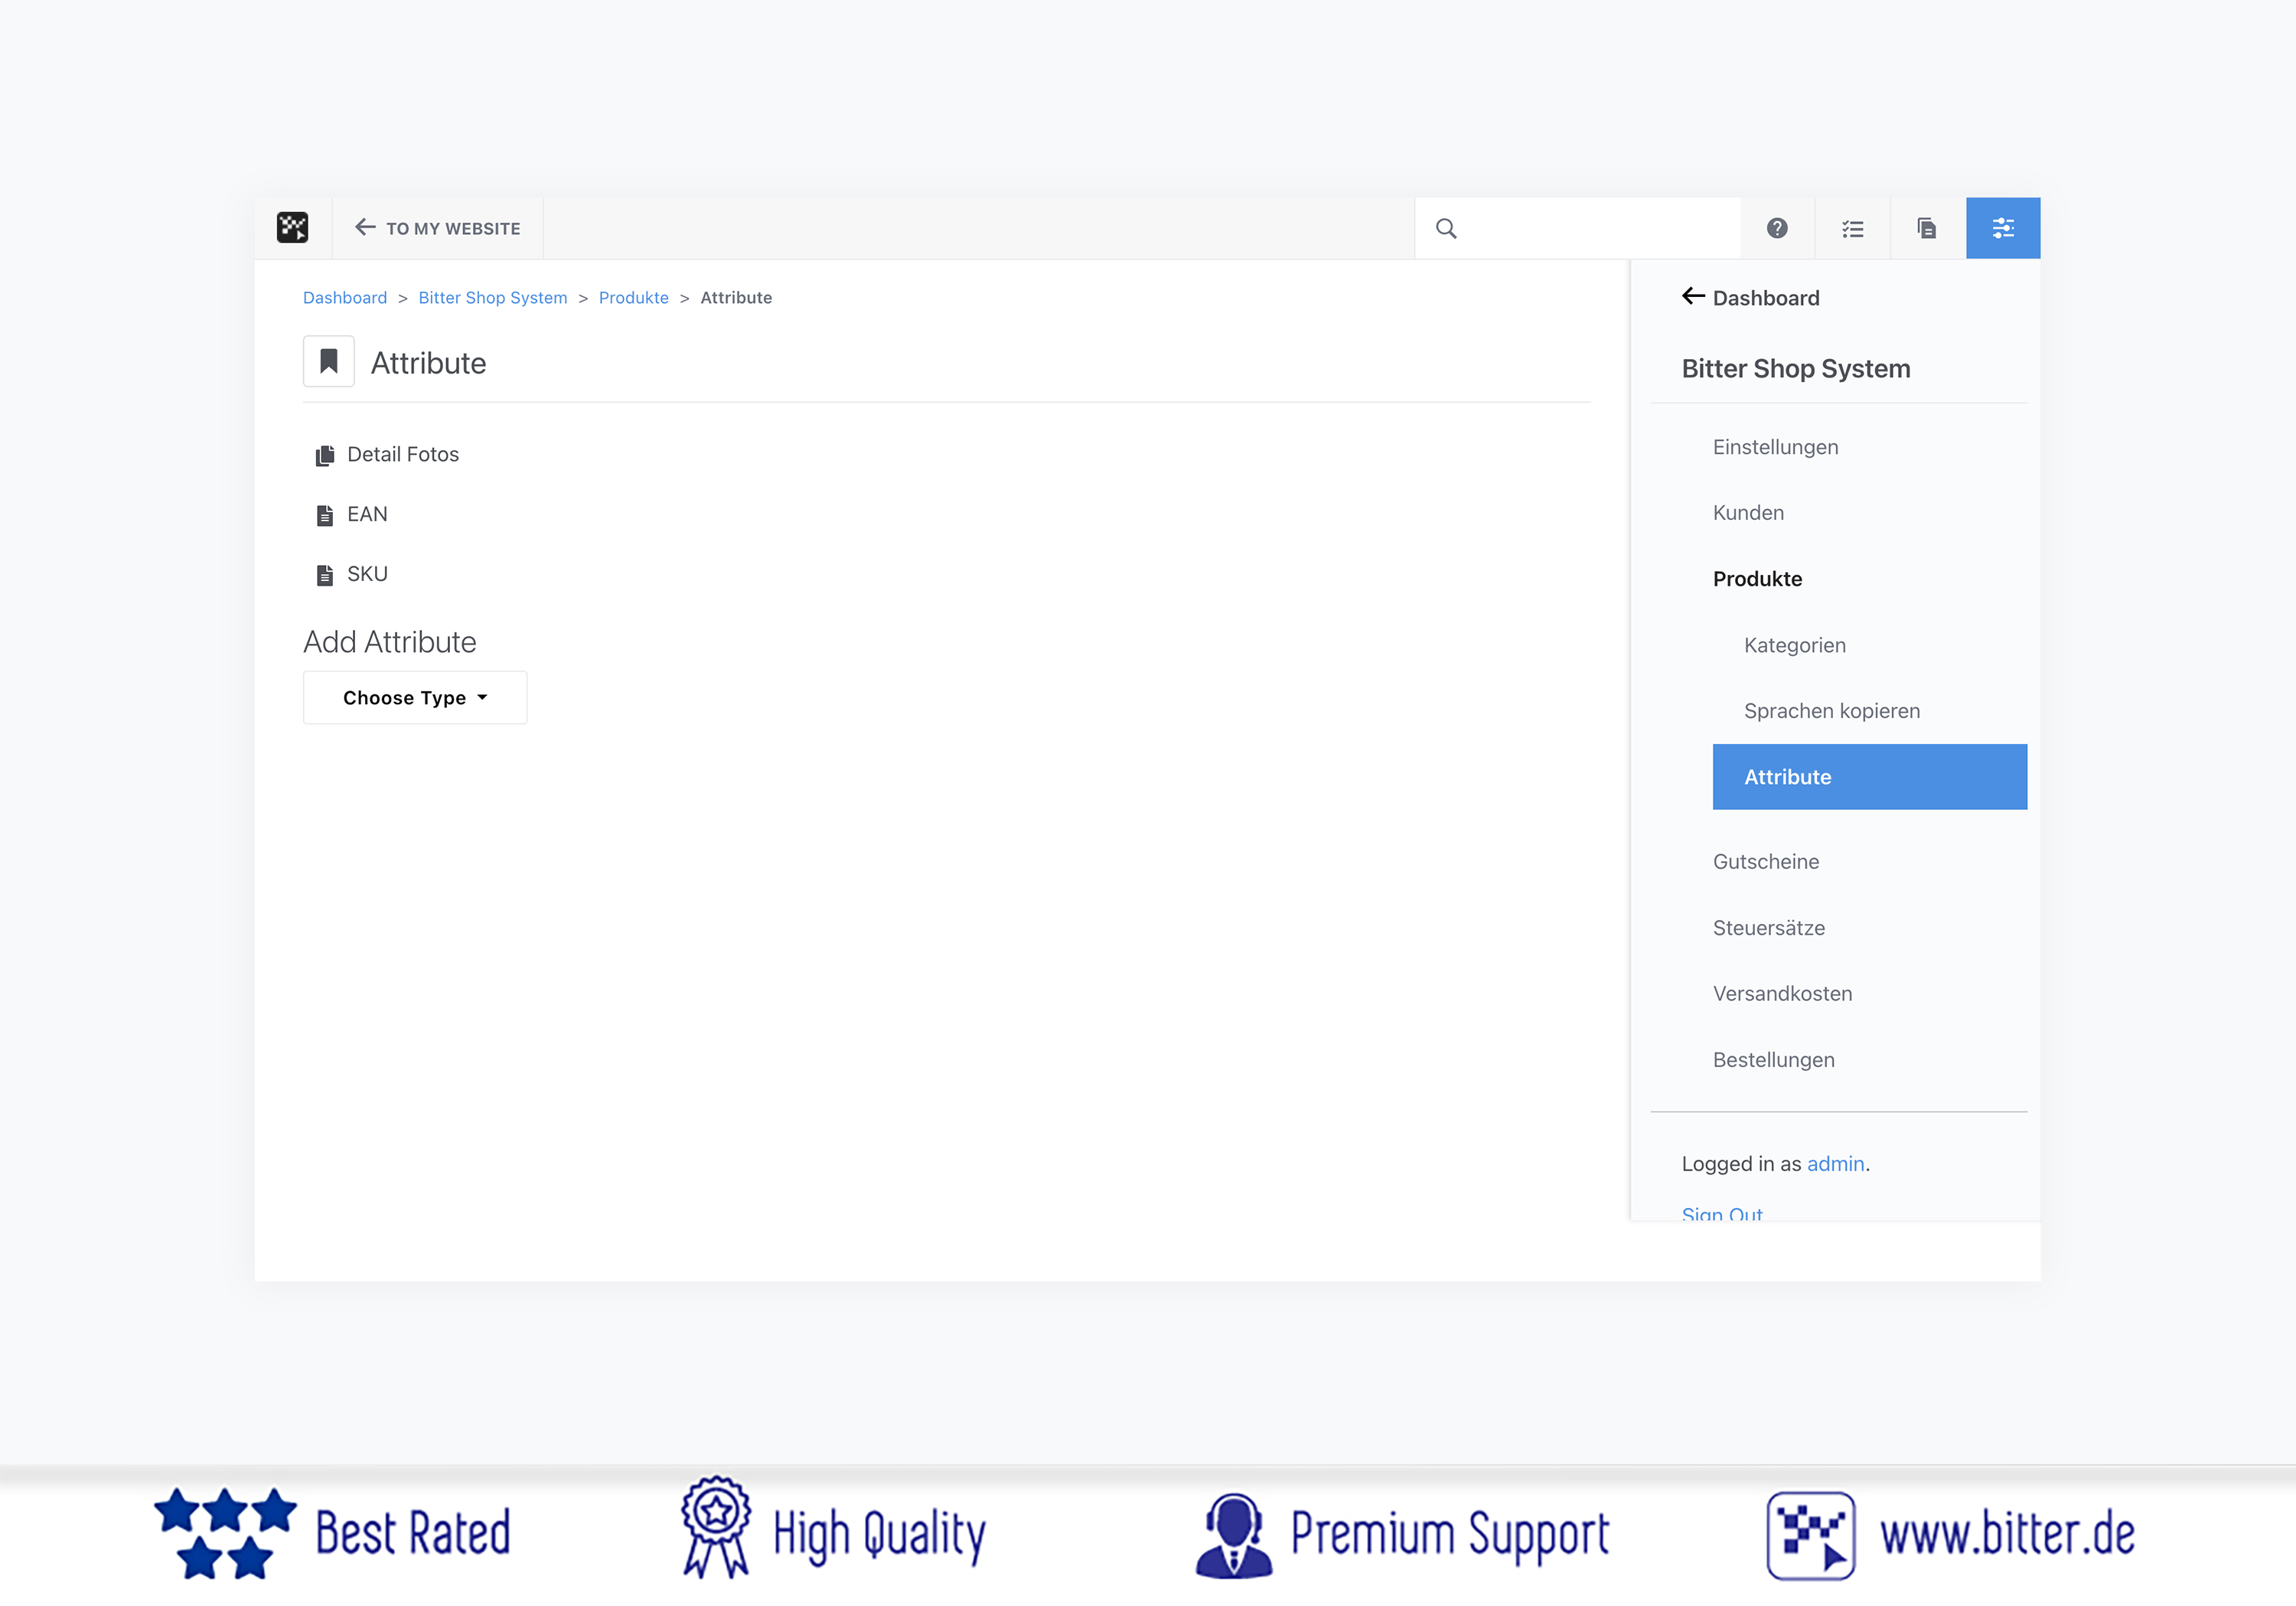 TO MY WEBSITE
Dashboard > Bitter Shop System > Produkte > Attribute
Attribute
Detail Fotos
EAN
SKU
Add Attribute
Choose Type
Dashboard
Bitter Shop System
Einstellungen
Kunden
Produkte
Kategorien
Sprachen kopieren
Attribute
Gutscheine
Steuersätze
Versandkosten
Bestellungen
Logged in as admin.
Sign Out
Best Rated
High Quality
Premium Support
www.bitter.de